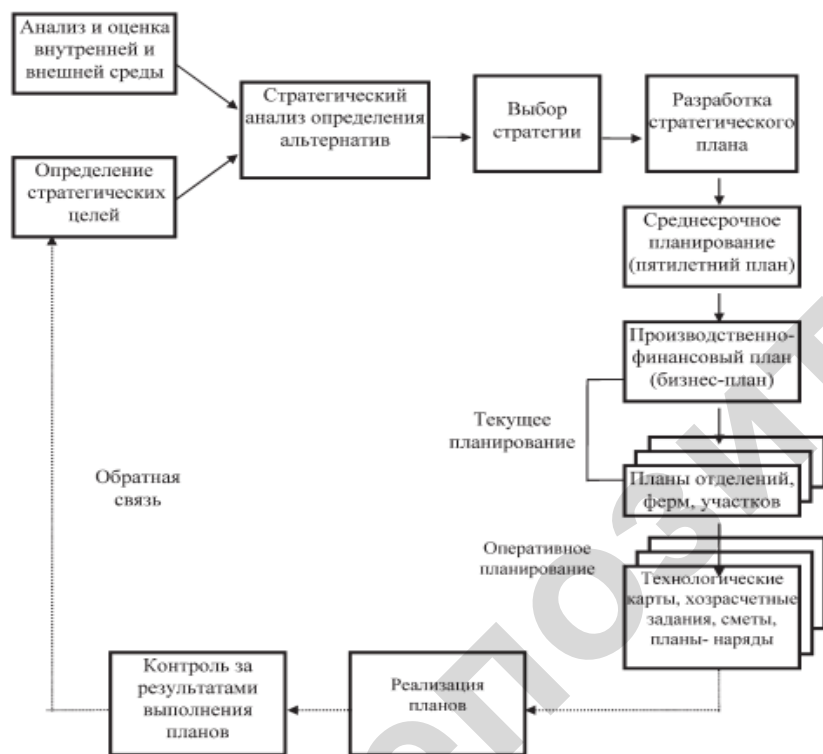 Анализ и оценка
внутренней и
внешней среды
Стратегический
анализ определения
альтернатив
Выбор
стратегии
Разработка
стратегического
плана
Определение
стратегических
целей
Среднесрочное
планирование
(пятилетний план)
Производственно-
финансовый план
(бизнес-план)
Текущее
планирование
Обратная
связь
Планы отделений,
ферм, участков
Оперативное
планирование
Технологические
карты, хозрасчетные
задания, сметы,
планы- наряды
Контроль за
результатами
выполнения
планов
Реализация
планов